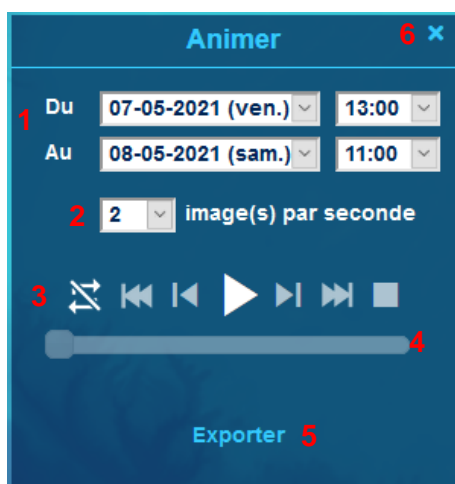 Animer 6 ×
1 Du 07-05-2021 (ven.) 13:00
Au 08-05-2021 (sam.) 11:00
2 2 image(s) par seconde
3
4
Exporter 5